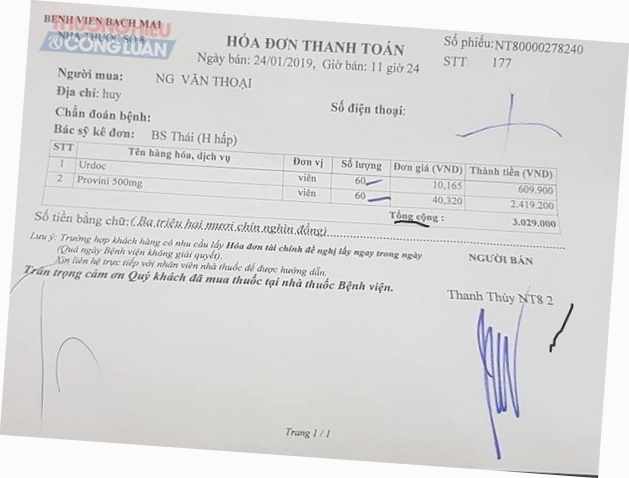 BỆNH VIỆN BẠCH MAI
NHÀ THUỐC SỐ 8
THƯƠNG HIỆU
& CÔNG LUẬN
HÓA ĐƠN THANH TOÁN
Ngày bán: 24/01/2019, Giờ bán: 11 giờ 24
Số phiếu:NT80000278240
STT 177
Người mua: NG VĂN THOẠI
Địa chỉ: huy
Số điện thoại:
Chẩn đoán bệnh:
Bác sỹ kê đơn: BS Thái (H hấp)
STT Tên hàng hóa, dịch vụ Đơn vị Số lượng Đơn giá (VND) Thành tiền (VND)
1 Urdoc viên 60 10,165 609.900
2 Provini 500mg viên 60 40,320 2.419.200
Tổng cộng : 3.029.000
Số tiền bằng chữ:( Ba triệu hai mươi chín nghìn đồng)
Lưu ý: Trường hợp khách hàng có nhu cầu lấy Hóa đơn tài chính đề nghị lấy ngay trong ngày
(Quá ngày Bệnh viện không giải quyết).
Xin liên hệ trực tiếp với nhân viên nhà thuốc để được hướng dẫn.
Trân trọng cảm ơn Quý khách đã mua thuốc tại nhà thuốc Bệnh viện.
NGƯỜI BÁN
Thanh Thủy NT8 2
Trang 1 / 1